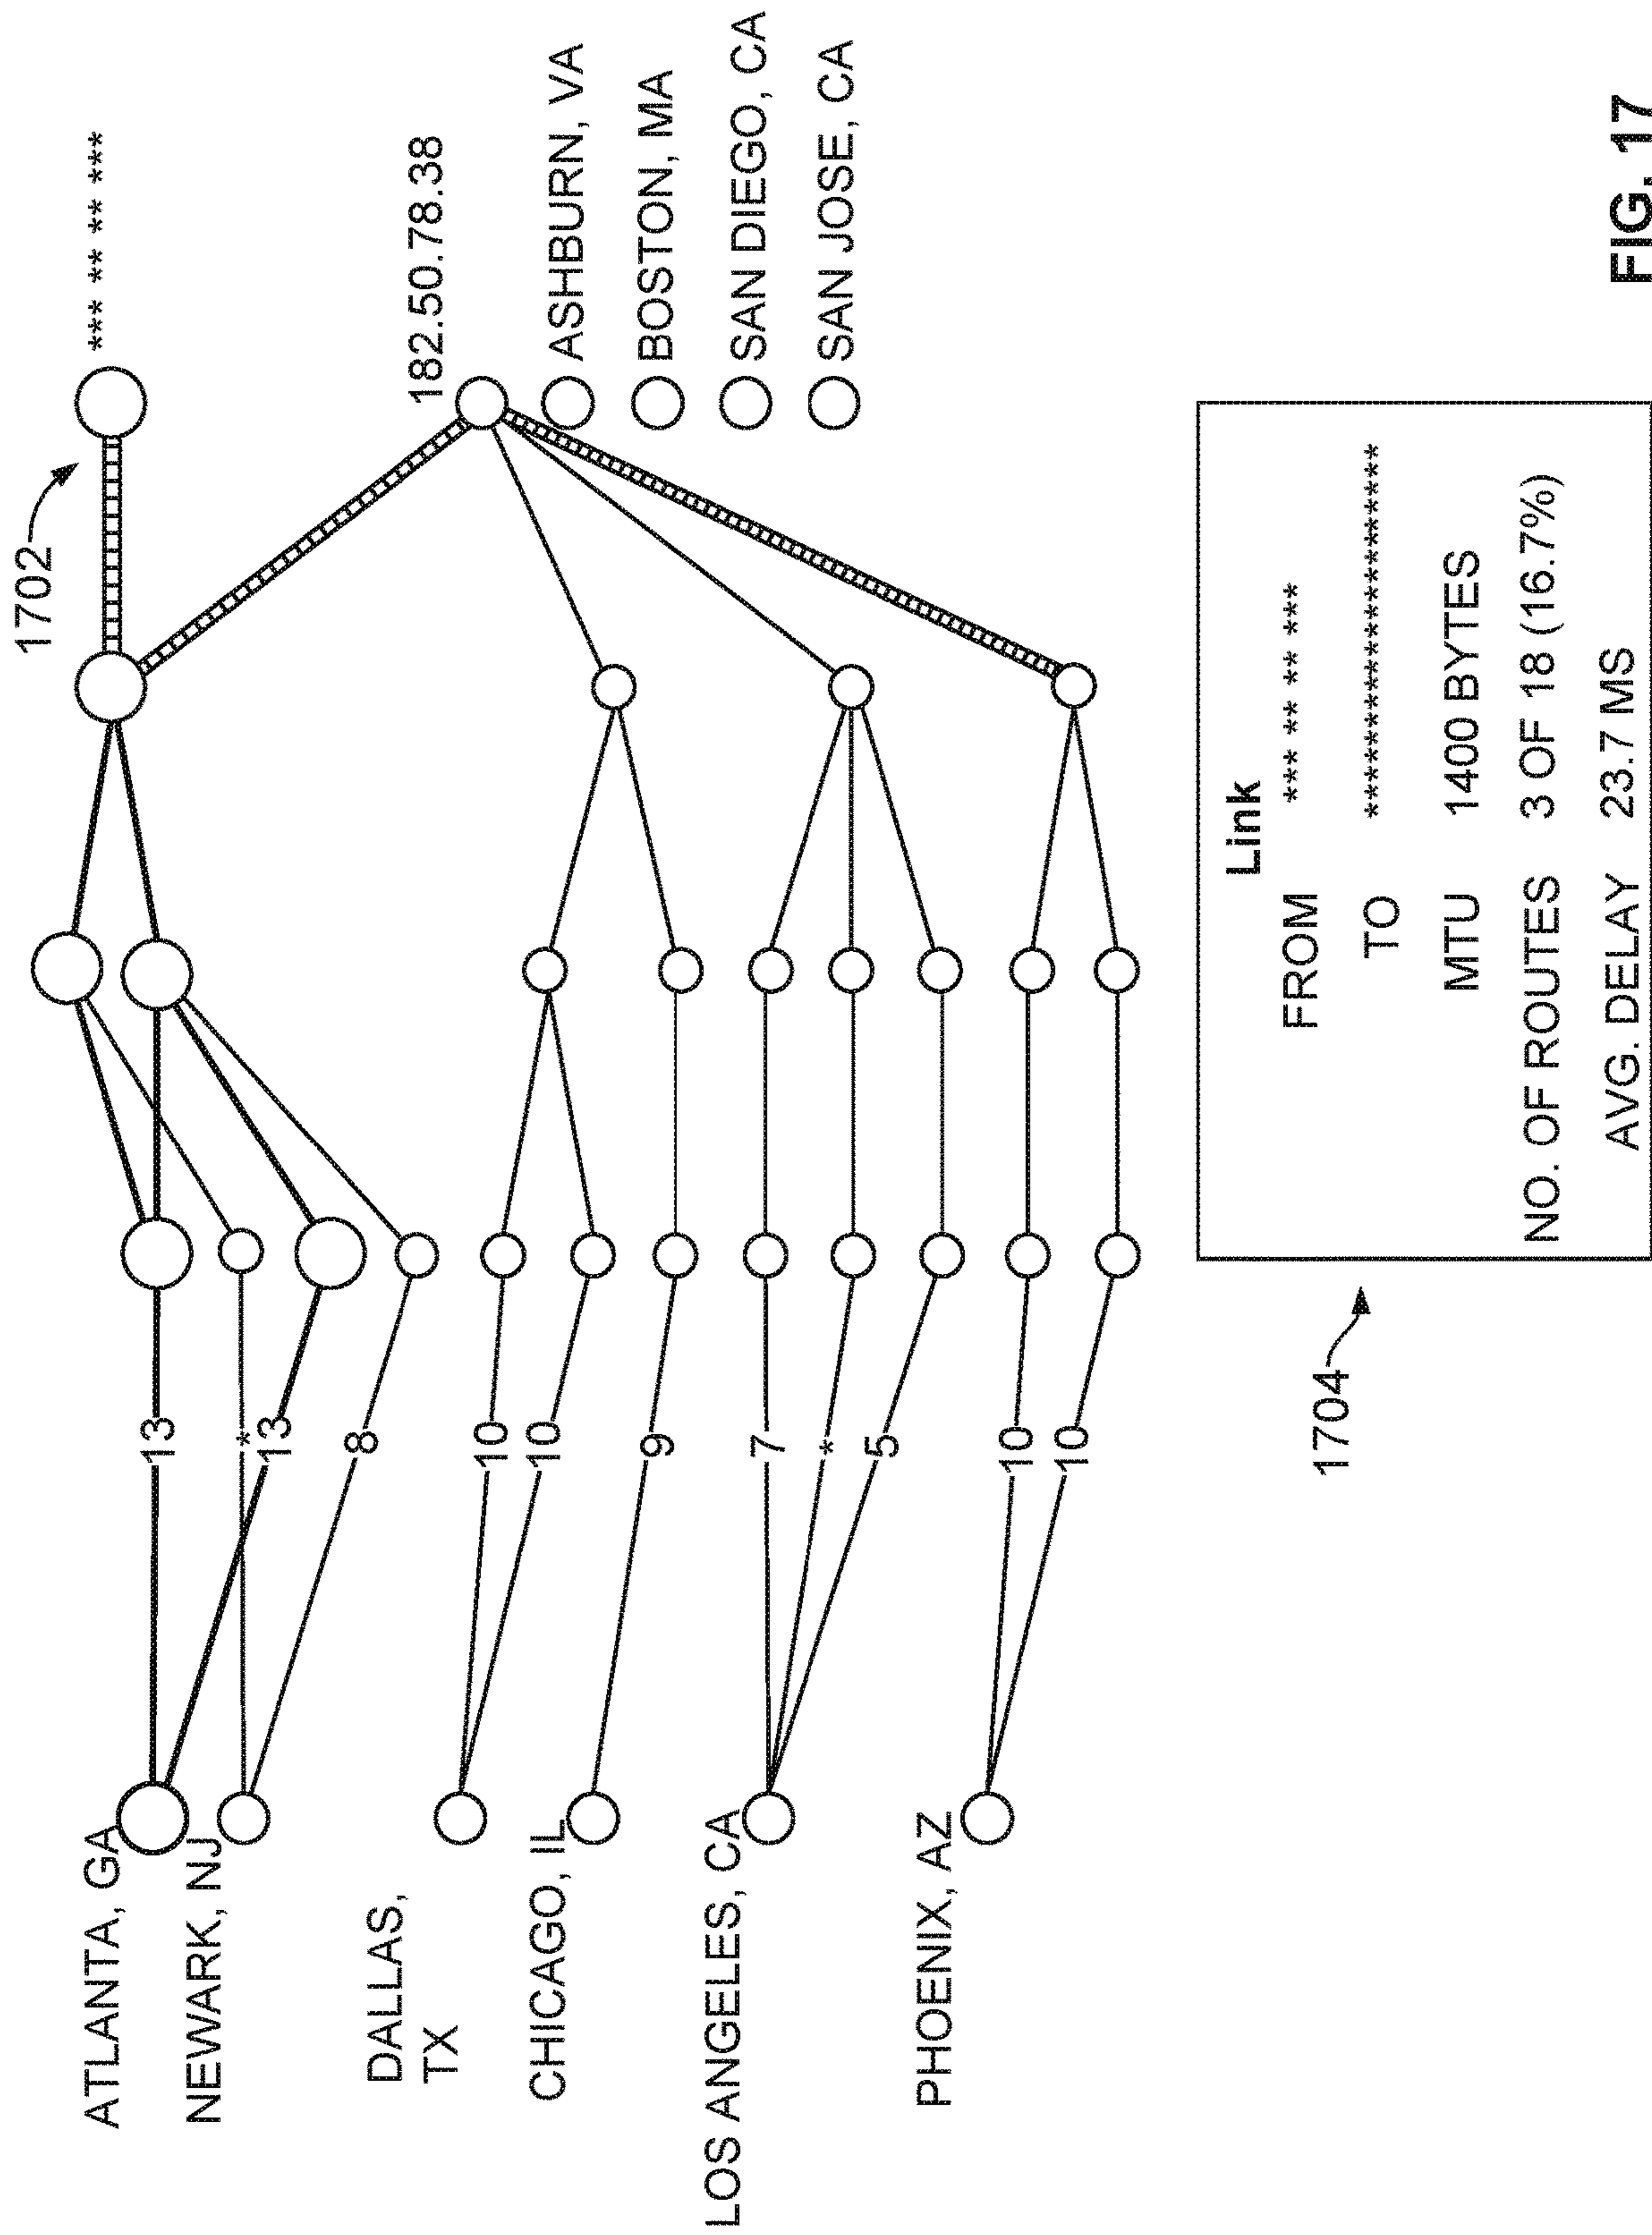 1702
*** ** ** ***
182.50.78.38
ASHBURN, VA
BOSTON, MA
SAN DIEGO, CA
SAN JOSE, CA
ATLANTA, GA
NEWARK, NJ
DALLAS,
TX
CHICAGO, IL
LOS ANGELES, CA
PHOENIX, AZ
13
*
13
8
10
10
9
7
*
5
10
10
1704
Link
FROM *** ** ** ***
TO ********************
MTU 1400 BYTES
NO. OF ROUTES 3 OF 18 (16.7%)
AVG. DELAY 23.7 MS
FIG. 17